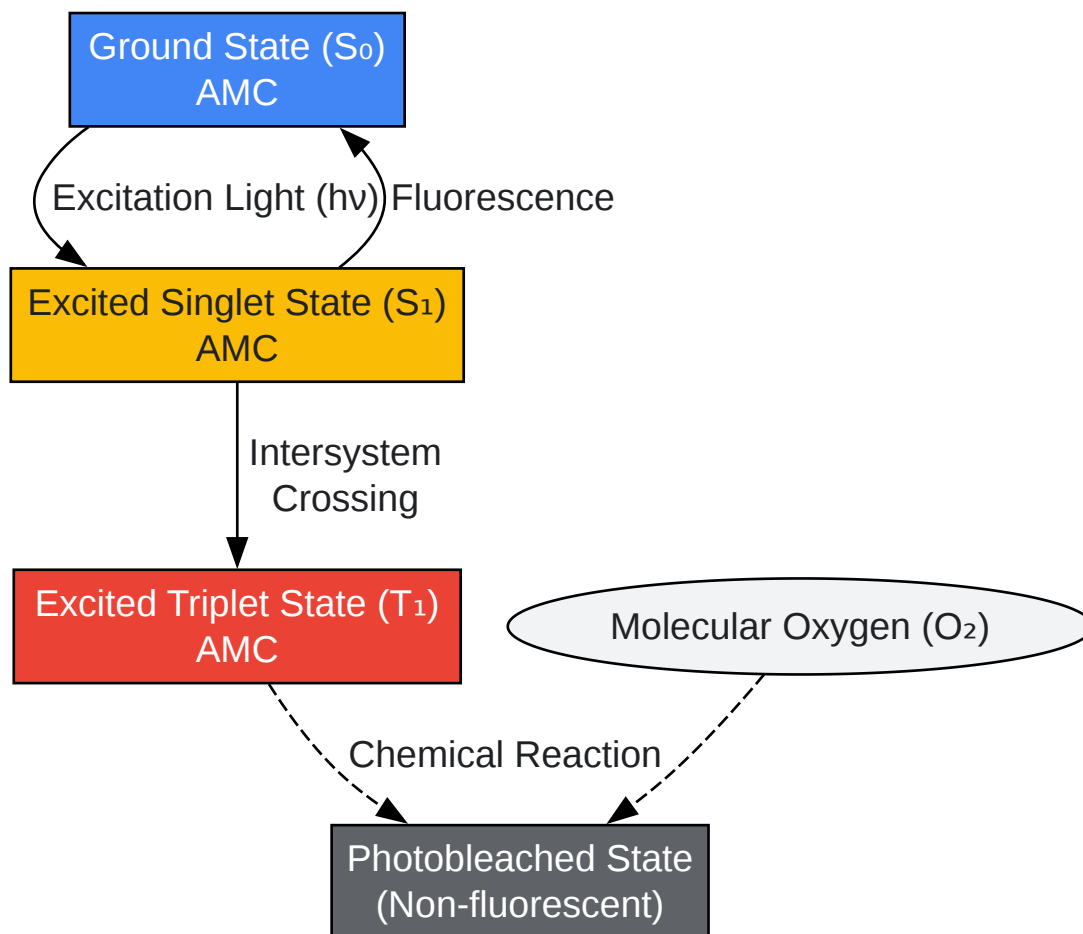 Ground State (S₀)
AMC
Excitation Light (hν)
Fluorescence
Excited Singlet State (S₁)
AMC
Intersystem
Crossing
Excited Triplet State (T₁)
AMC
Molecular Oxygen (O₂)
Chemical Reaction
Photobleached State
(Non-fluorescent)